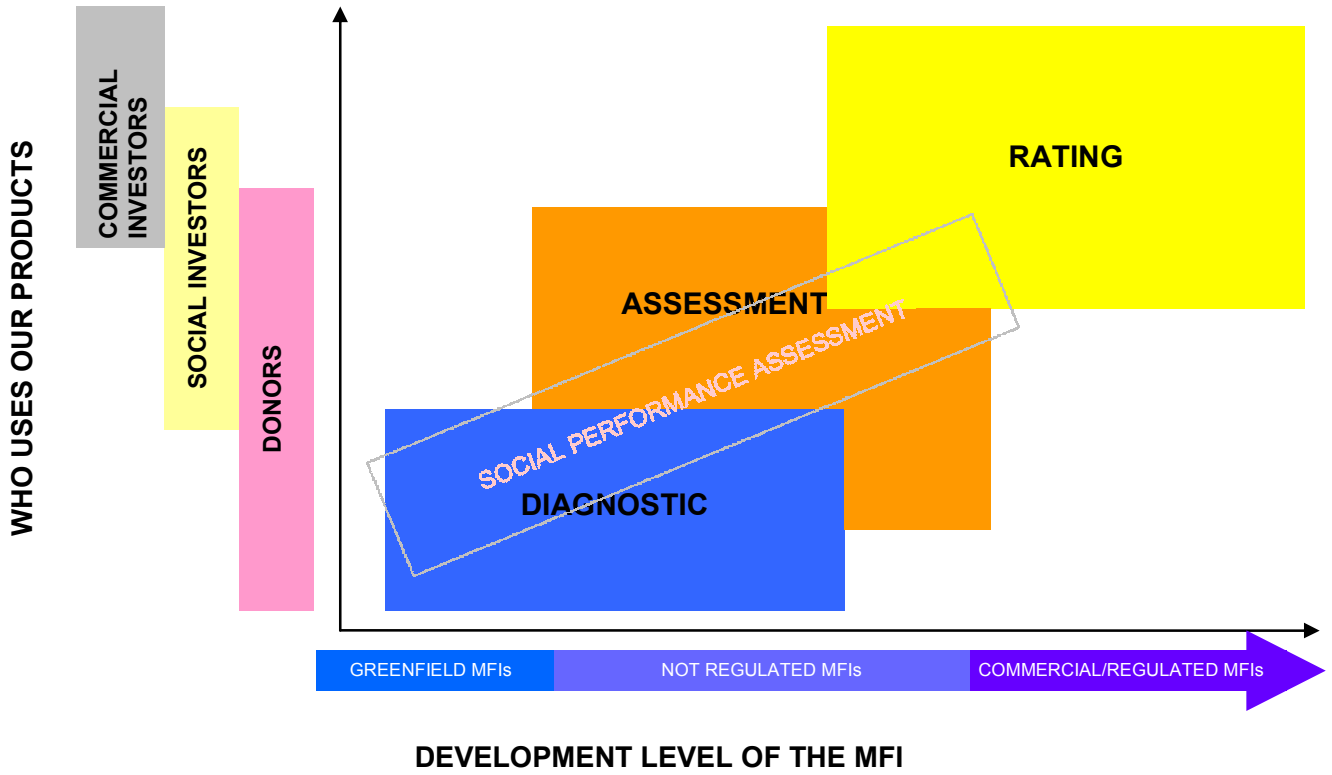 WHO USES OUR PRODUCTS
COMMERCIAL
INVESTORS
SOCIAL INVESTORS
DONORS
RATING
ASSESSMENT
SOCIAL PERFORMANCE ASSESSMENT
DIAGNOSTIC
GREENFIELD MFIs
NOT REGULATED MFIs
COMMERCIAL/REGULATED MFIs
DEVELOPMENT LEVEL OF THE MFI